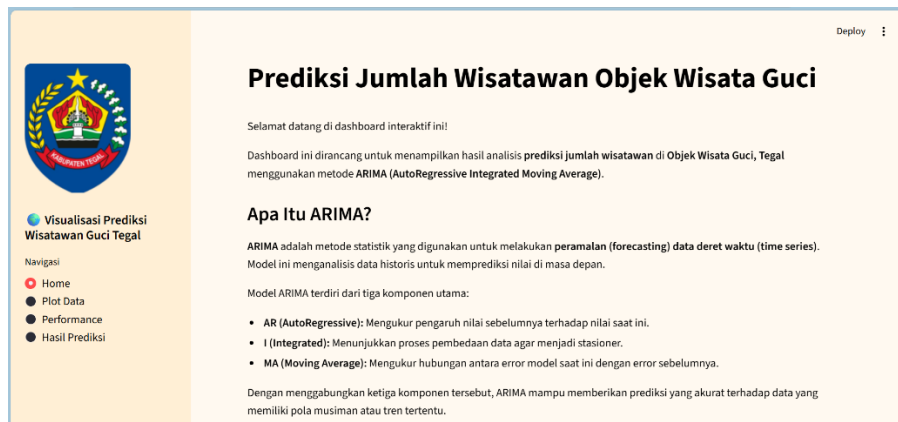 Deploy
KABUPATEN TEGAL
Visualisasi Prediksi
Wisatawan Guci Tegal
Navigasi
Home
Plot Data
Performance
Hasil Prediksi
Prediksi Jumlah Wisatawan Objek Wisata Guci
Selamat datang di dashboard interaktif ini!
Dashboard ini dirancang untuk menampilkan hasil analisis prediksi jumlah wisatawan di Objek Wisata Guci, Tegal
menggunakan metode ARIMA (AutoRegressive Integrated Moving Average).
Apa Itu ARIMA?
ARIMA adalah metode statistik yang digunakan untuk melakukan peramalan (forecasting) data deret waktu (time series).
Model ini menganalisis data historis untuk memprediksi nilai di masa depan.
Model ARIMA terdiri dari tiga komponen utama:
• AR (AutoRegressive): Mengukur pengaruh nilai sebelumnya terhadap nilai saat ini.
• I (Integrated): Menunjukkan proses pembedaan data agar menjadi stasioner.
• MA (Moving Average): Mengukur hubungan antara error model saat ini dengan error sebelumnya.
Dengan menggabungkan ketiga komponen tersebut, ARIMA mampu memberikan prediksi yang akurat terhadap data yang
memiliki pola musiman atau tren tertentu.